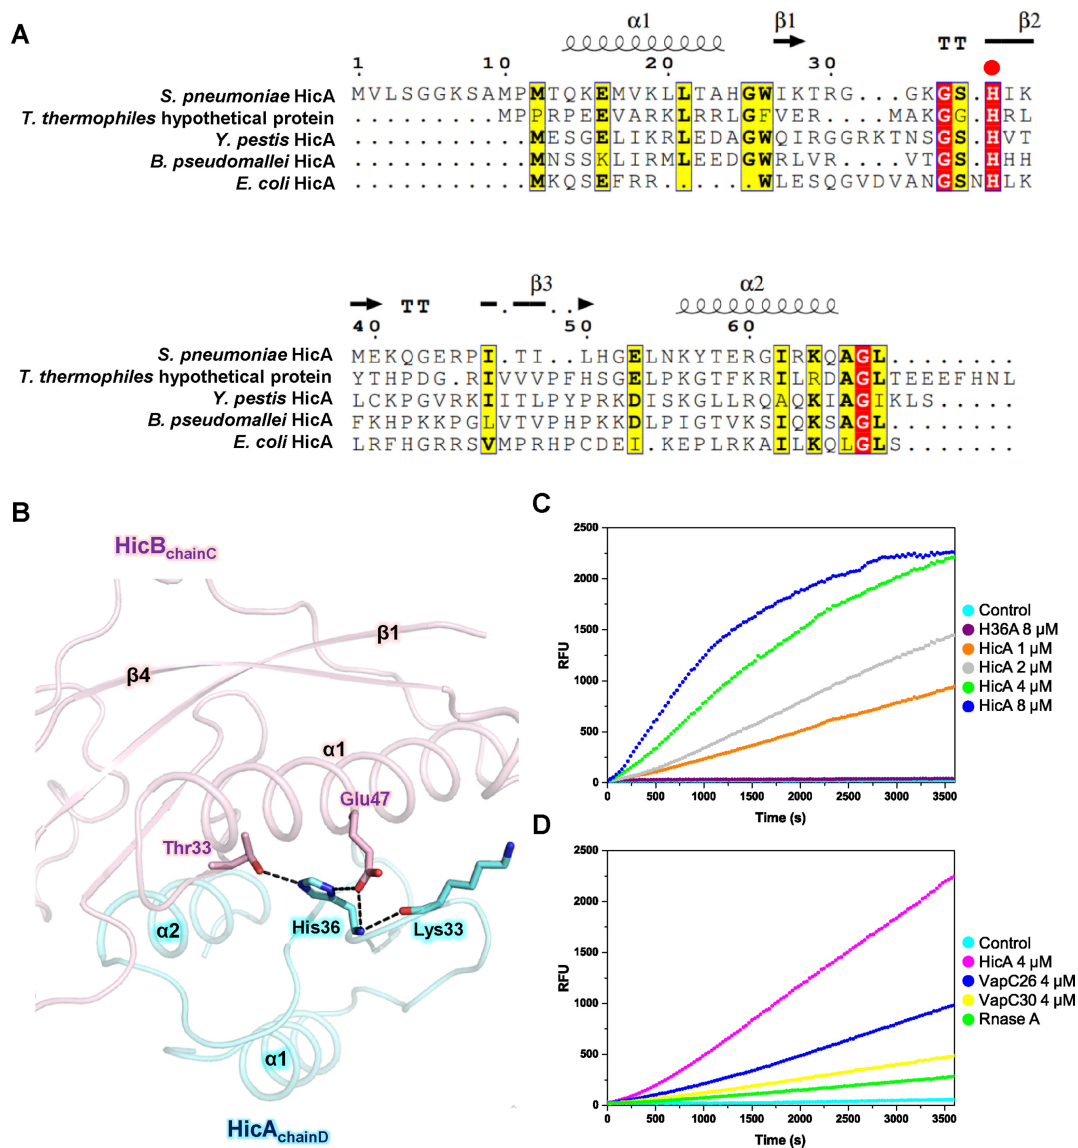 A
α1 β1 TT β2
1 10 20 30
S. pneumoniae HicA MVLSGGKSAMPMTQKEMVKLLTAHGWIKTRG...GKGS.HIK
T. thermophiles hypothetical protein .........MPPRPEEVARKLRRLGFVER....MAKGG.HRL
Y. pestis HicA ...........MESGELIKRLEDAGWQIRGGRKTNSGS.HVT
B. pseudomallei HicA ...........MNSSKLIRMLEEDGWRLVR....VTGS.HHH
E. coli HicA ...........MKQSEFRR......WLESQGVDVANGSNHLK
TT β3 α2
40 50 60
S. pneumoniae HicA MEKQGERPI.TI..LHGELNKYTERGIRKQAGL........
T. thermophiles hypothetical protein YTHPDG.RIVVVPFHSGELPKGTFKRILRDAGLTEEEFHNL
Y. pestis HicA LCKPGVRKIITLPYPRKDISKGLLRQAQKIAGIKLS.....
B. pseudomallei HicA FKHPKKPGLVTVPHPKKDLPIGTVKSIQKSAGL........
E. coli HicA LRFHGRRSVMPRHPCDEI.KEPLRKAILKQLGLS.......
B
HicBchainC
β1
β4
α1
Glu47
Thr33
His36
Lys33
α2
α1
HicAchainD
C
RFU
2500
2000
1500
1000
500
0
0 500 1000 1500 2000 2500 3000 3500
Time (s)
Control
H36A 8 μM
HicA 1 μM
HicA 2 μM
HicA 4 μM
HicA 8 μM
D
RFU
2500
2000
1500
1000
500
0
0 500 1000 1500 2000 2500 3000 3500
Time (s)
Control
HicA 4 μM
VapC26 4 μM
VapC30 4 μM
Rnase A